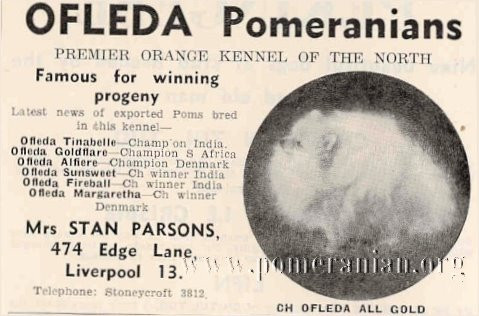 OFLEDA Pomeranians
PREMIER ORANGE KENNEL OF THE NORTH
Famous for winning
progeny
Latest news of exported Poms bred
in this kennel—
Ofleda Tinabelle—Champ on India.
Ofleda Goldflare—Champion S Africa
Ofleda Alfiere—Champion Denmark
Ofleda Sunsweet—Ch winner India
Ofleda Fireball—Ch winner India
Ofleda Margaretha—Ch winner
Denmark
Mrs STAN PARSONS,
474 Edge Lane,
Liverpool 13.
Telephone: Stoneycroft 3812.
www.pomeranian.org
CH OFLEDA ALL GOLD